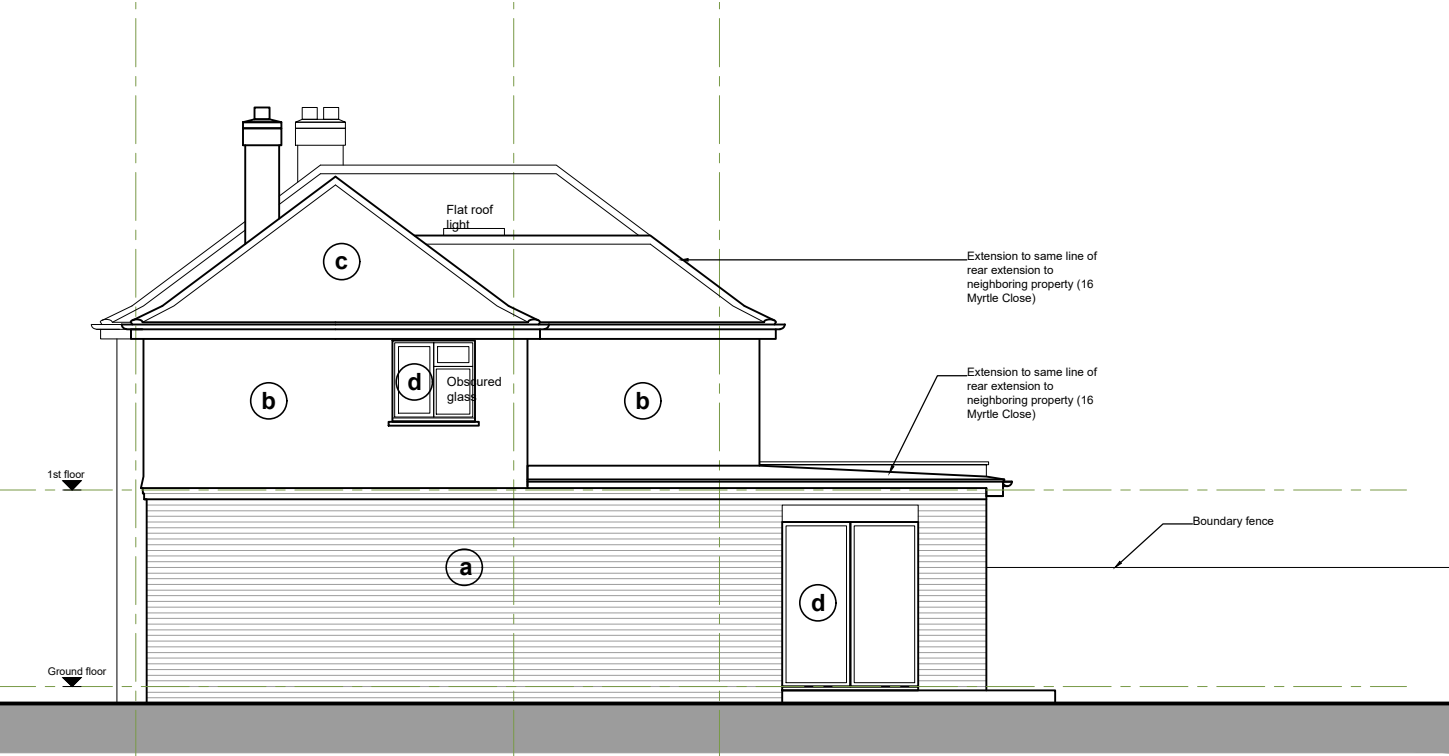 Flat roof
light
c
Extension to same line of
rear extension to
neighboring property (16
Myrtle Close)
b
d
Obscured
glass
b
Extension to same line of
rear extension to
neighboring property (16
Myrtle Close)
1st floor
Boundary fence
a
d
Ground floor